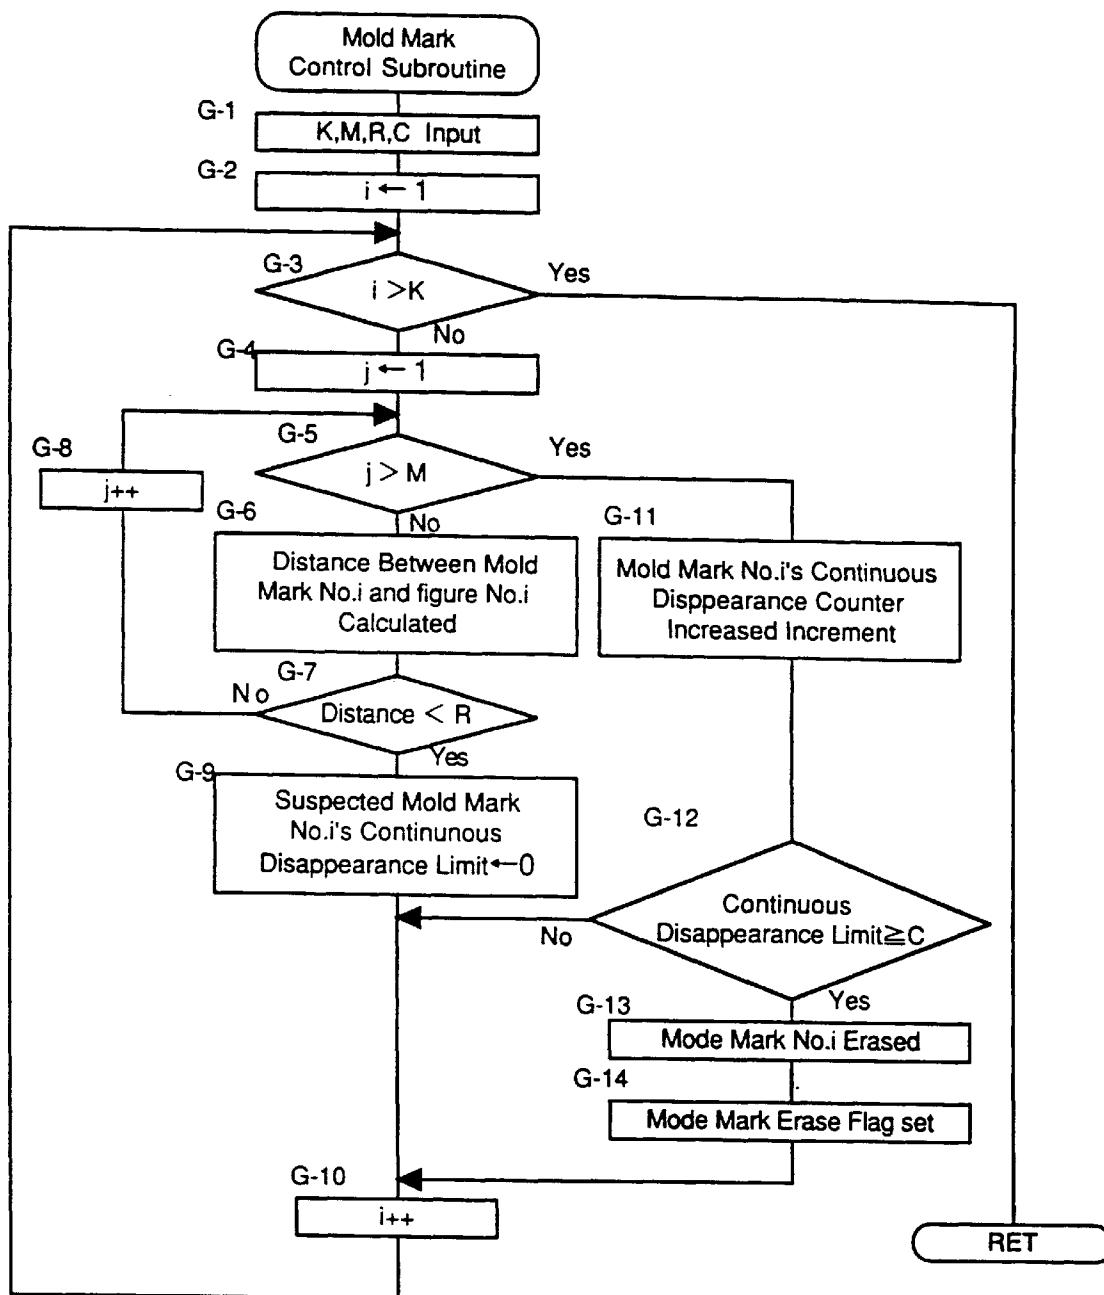 Mold Mark
Control Subroutine
G-1
K,M,R,C Input
G-2
i ← 1
G-3
i >K
Yes
No
G-4
j ← 1
G-5
j > M
Yes
G-8
j++
G-6
No
Distance Between Mold
Mark No.i and figure No.i
Calculated
G-11
Mold Mark No.i's Continuous
Disppearance Counter
Increased Increment
G-7
No
Distance < R
Yes
G-9
Suspected Mold Mark
No.i's Continunous
Disappearance Limit←0
G-12
Continuous
Disappearance Limit≧C
No
Yes
G-13
Mode Mark No.i Erased
G-14
Mode Mark Erase Flag set
G-10
i++
RET